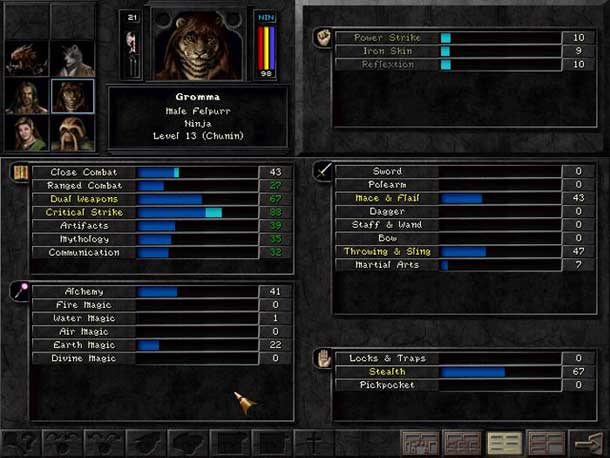 21
NIN
98
Gromma
Male Felpurr
Ninja
Level 13 (Chunin)
Power Strike 10
Iron Skin 9
Reflextion 10
Close Combat 43
Ranged Combat 27
Dual Weapons 67
Critical Strike 88
Artifacts 39
Mythology 35
Communication 32
Sword 0
Polearm 0
Mace & Flail 43
Dagger 0
Staff & Wand 0
Bow 0
Throwing & Sling 47
Martial Arts 7
Alchemy 41
Fire Magic 0
Water Magic 1
Air Magic 0
Earth Magic 22
Divine Magic 0
Locks & Traps 0
Stealth 67
Pickpocket 0